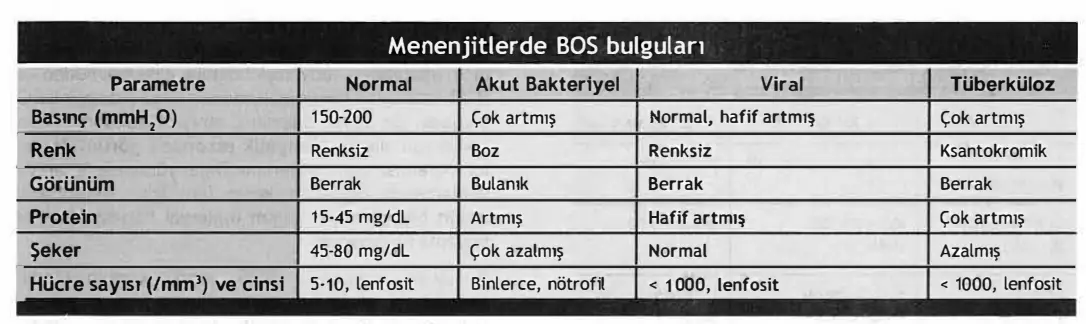 Menenjitlerde BOS bulguları
Parametre Normal Akut Bakteriyel Viral Tüberküloz
Basınç (mmH₂O) 150-200 Çok artmış Normal, hafif artmış Çok artmış
Renk Renksiz Boz Renksiz Ksantokromik
Görünüm Berrak Bulanık Berrak Berrak
Protein 15-45 mg/dL Artmış Hafif artmış Çok artmış
Şeker 45-80 mg/dL Çok azalmış Normal Azalmış
Hücre sayısı (/mm³) ve cinsi 5-10, lenfosit Binlerce, nötrofil < 1000, lenfosit < 1000, lenfosit